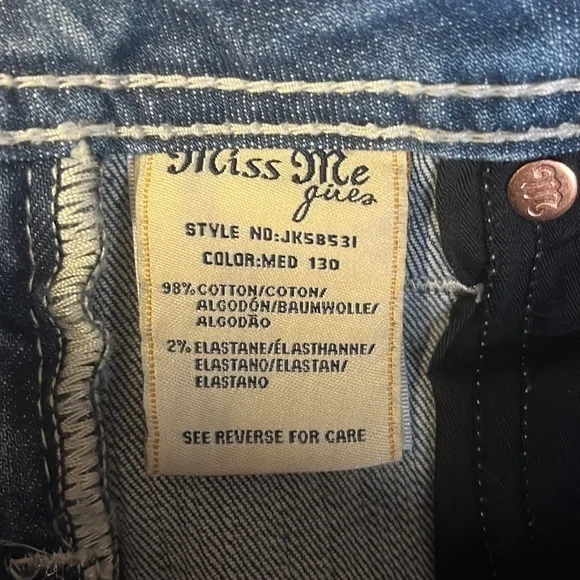 Miss Me
jeans
STYLE NO:JK5853I
COLOR:MED 130
98% COTTON/COTON/
ALGODÓN/BAUMWOLLE/
ALGODÃO
2% ELASTANE/ÉLASTHANNE/
ELASTANO/ELASTAN/
ELASTANO
SEE REVERSE FOR CARE